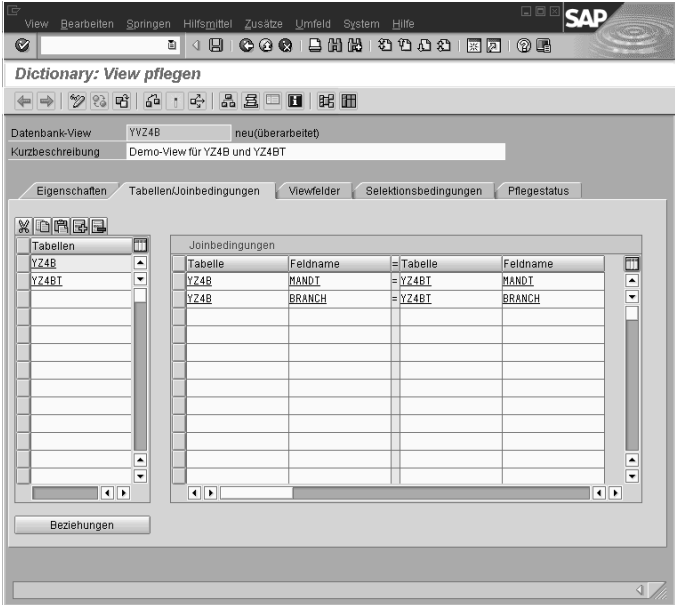 View Bearbeiten Springen Hilfsmittel Zusätze Umfeld System Hilfe
SAP
Dictionary: View pflegen
Datenbank-View YVZ4B neu(überarbeitet)
Kurzbeschreibung Demo-View für YZ4B und YZ4BT
Eigenschaften Tabellen/Joinbedingungen Viewfelder Selektionsbedingungen Pflegestatus
Tabellen Joinbedingungen
Tabelle Feldname = Tabelle Feldname
YZ4B YZ4B MANDT = YZ4BT MANDT
YZ4BT YZ4B BRANCH = YZ4BT BRANCH
Beziehungen